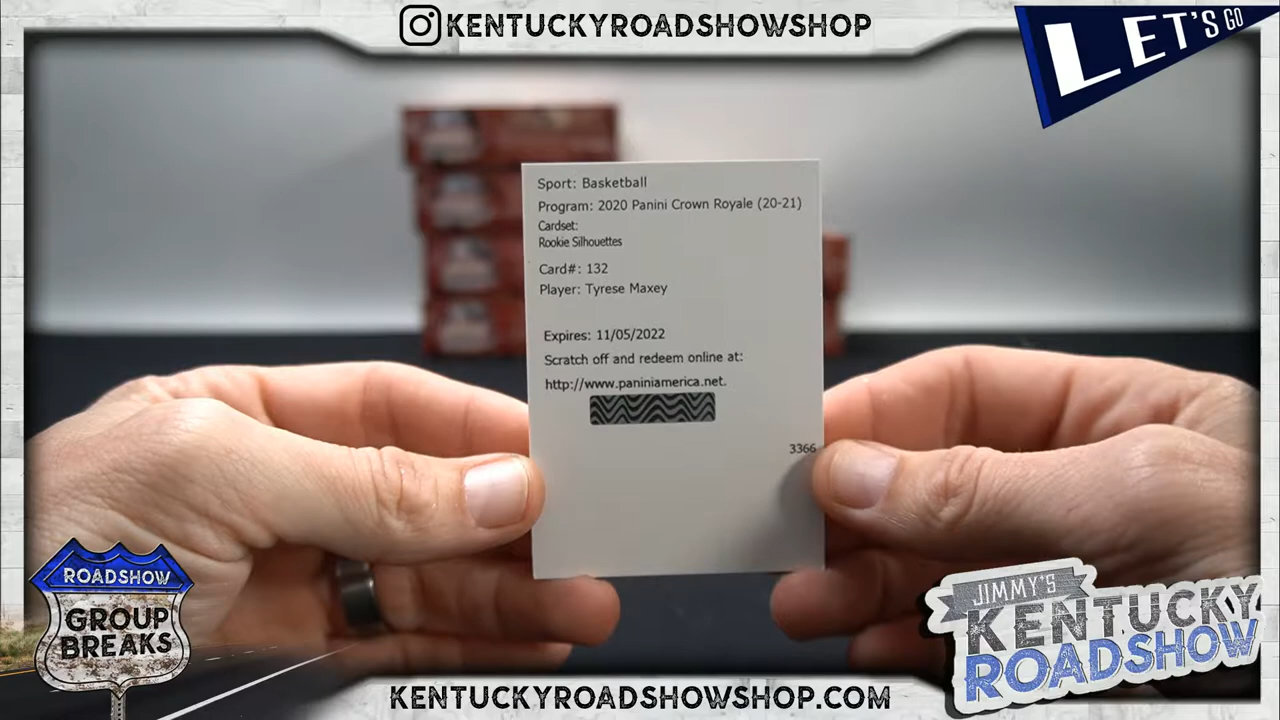 KENTUCKYROADSHOWSHOP
LET'S GO
Sport: Basketball
Program: 2020 Panini Crown Royale (20-21)
Cardset:
Rookie Silhouettes
Card#: 132
Player: Tyrese Maxey
Expires: 11/05/2022
Scratch off and redeem online at:
http://www.paniniamerica.net.
3366
ROADSHOW
GROUP
BREAKS
JIMMY'S
KENTUCKY
ROADSHOW
KENTUCKYROADSHOWSHOP.COM